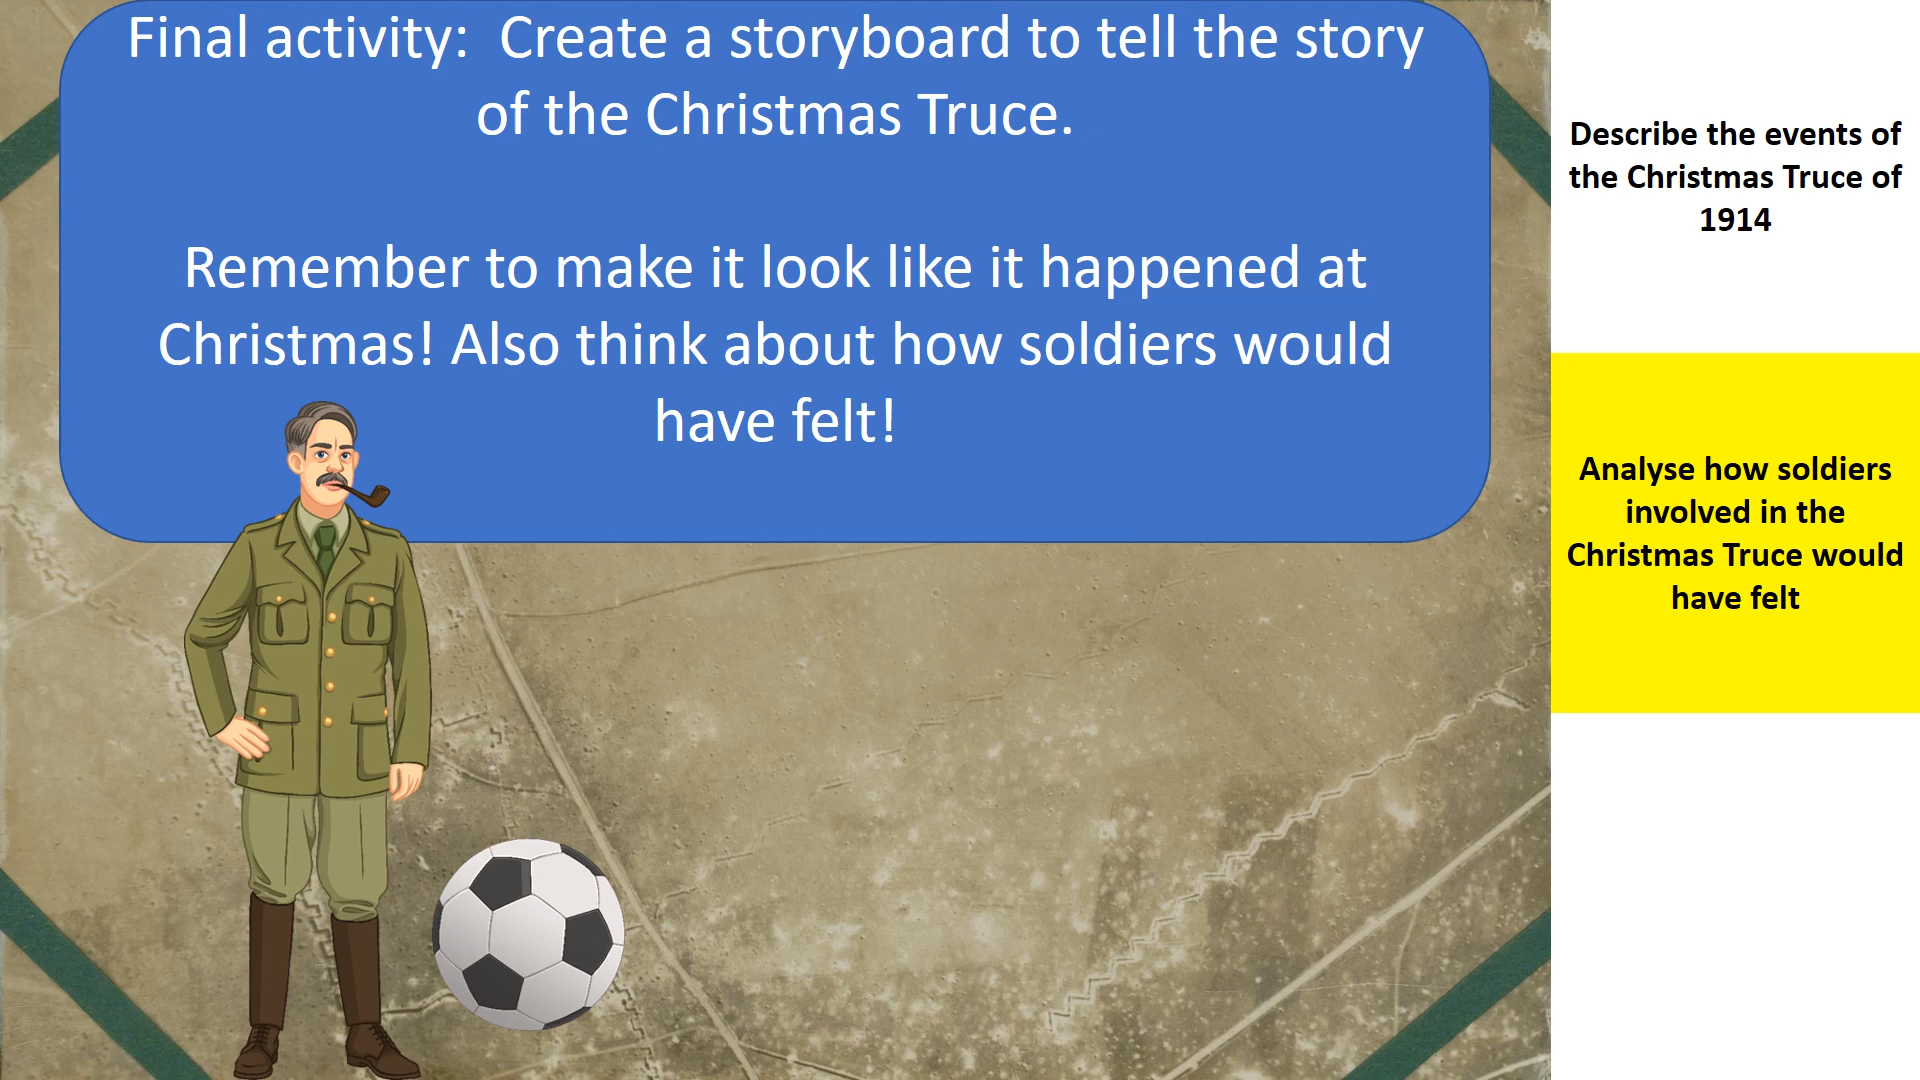 Final activity:  Create a storyboard to tell the story
of the Christmas Truce.
Remember to make it look like it happened at
Christmas! Also think about how soldiers would
have felt!
Describe the events of
the Christmas Truce of
1914
Analyse how soldiers
involved in the
Christmas Truce would
have felt